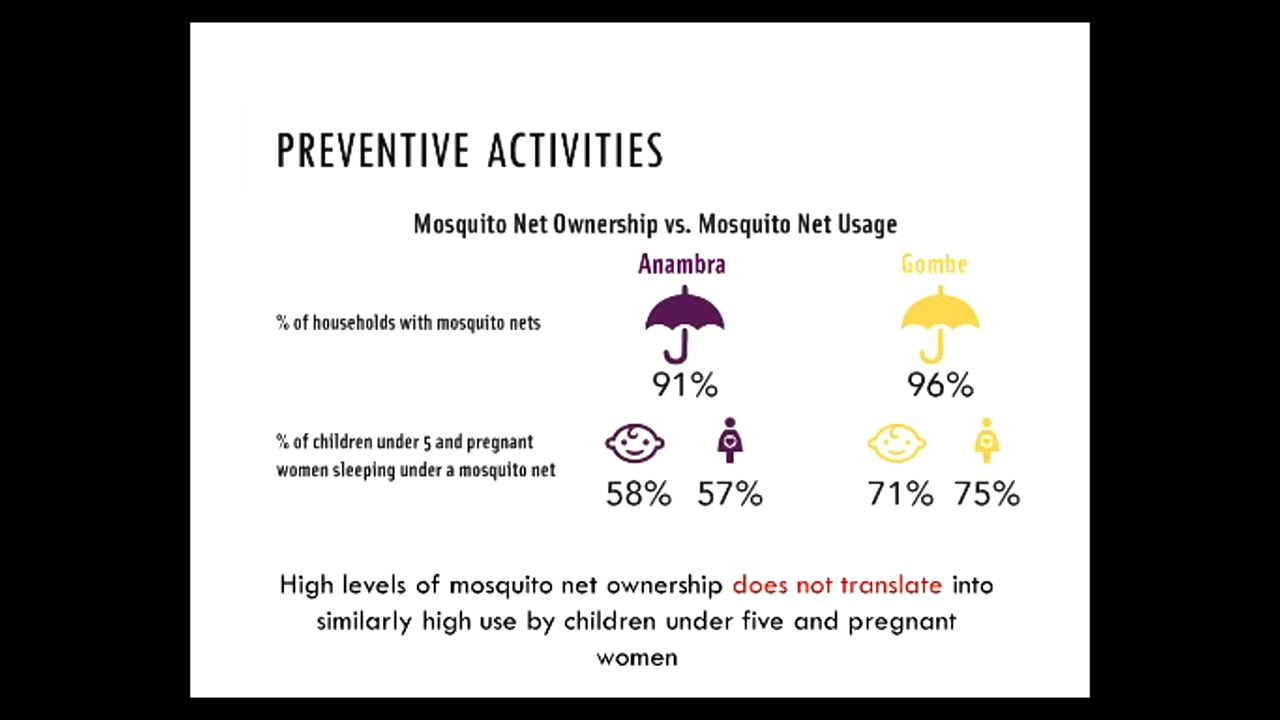 PREVENTIVE ACTIVITIES
Mosquito Net Ownership vs. Mosquito Net Usage
Anambra Gombe
% of households with mosquito nets
91% 96%
% of children under 5 and pregnant
women sleeping under a mosquito net
58% 57% 71% 75%
High levels of mosquito net ownership does not translate into
similarly high use by children under five and pregnant
women